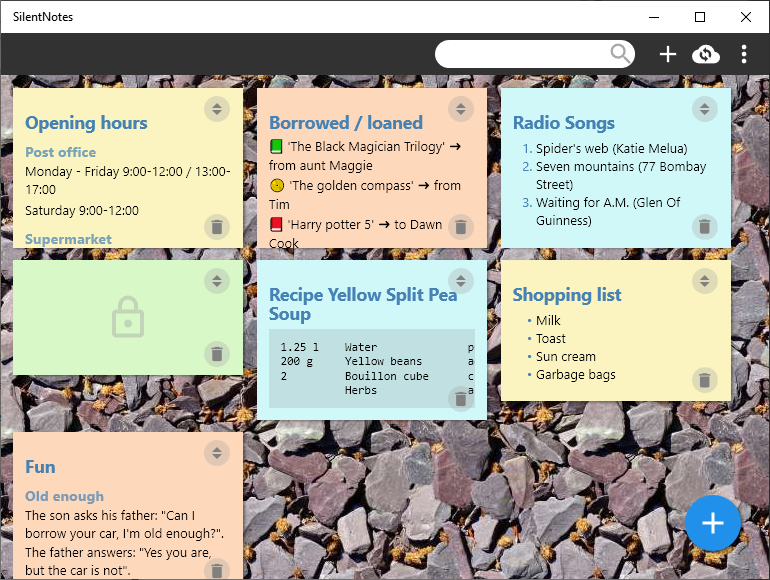 SilentNotes
Opening hours
Post office
Monday - Friday 9:00-12:00 / 13:00-
17:00
Saturday 9:00-12:00
Supermarket
Borrowed / loaned
'The Black Magician Trilogy' ➔
from aunt Maggie
'The golden compass' ➔ from
Tim
'Harry potter 5' ➔ to Dawn
Cook
Radio Songs
1. Spider's web (Katie Melua)
2. Seven mountains (77 Bombay
Street)
3. Waiting for A.M. (Glen Of
Guinness)
Recipe Yellow Split Pea
Soup
1.25 l Water p
200 g Yellow beans a
2 Bouillon cube c
Herbs a
Shopping list
• Milk
• Toast
• Sun cream
• Garbage bags
Fun
Old enough
The son asks his father: "Can I
borrow your car, I'm old enough?".
The father answers: "Yes you are,
but the car is not".